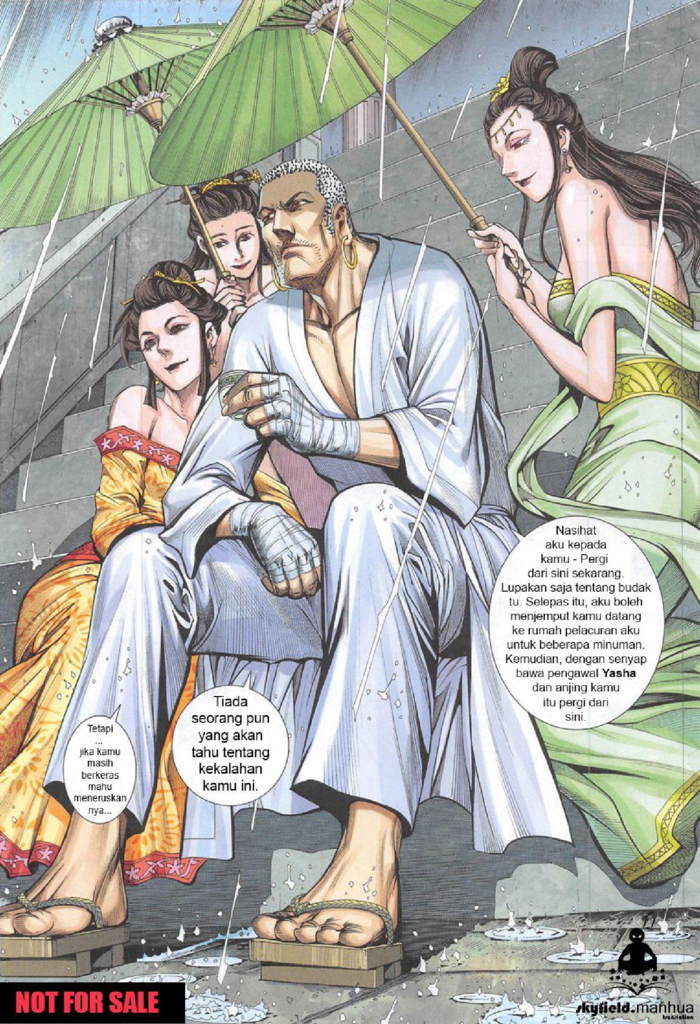 Nasihat
aku kepada
kamu - Pergi
dari sini sekarang.
Lupakan saja tentang budak
tu. Selepas itu, aku boleh
menjemput kamu datang
ke rumah pelacuran aku
untuk beberapa minuman.
Kemudian, dengan senyap
bawa pengawal Yasha
dan anjing kamu
itu pergi dari
sini.
Tiada
seorang pun
yang akan
tahu tentang
kekalahan
kamu ini.
Tetapi
...
jika kamu
masih
berkeras
mahu
meneruskan
nya...
NOT FOR SALE
skyfield.manhua